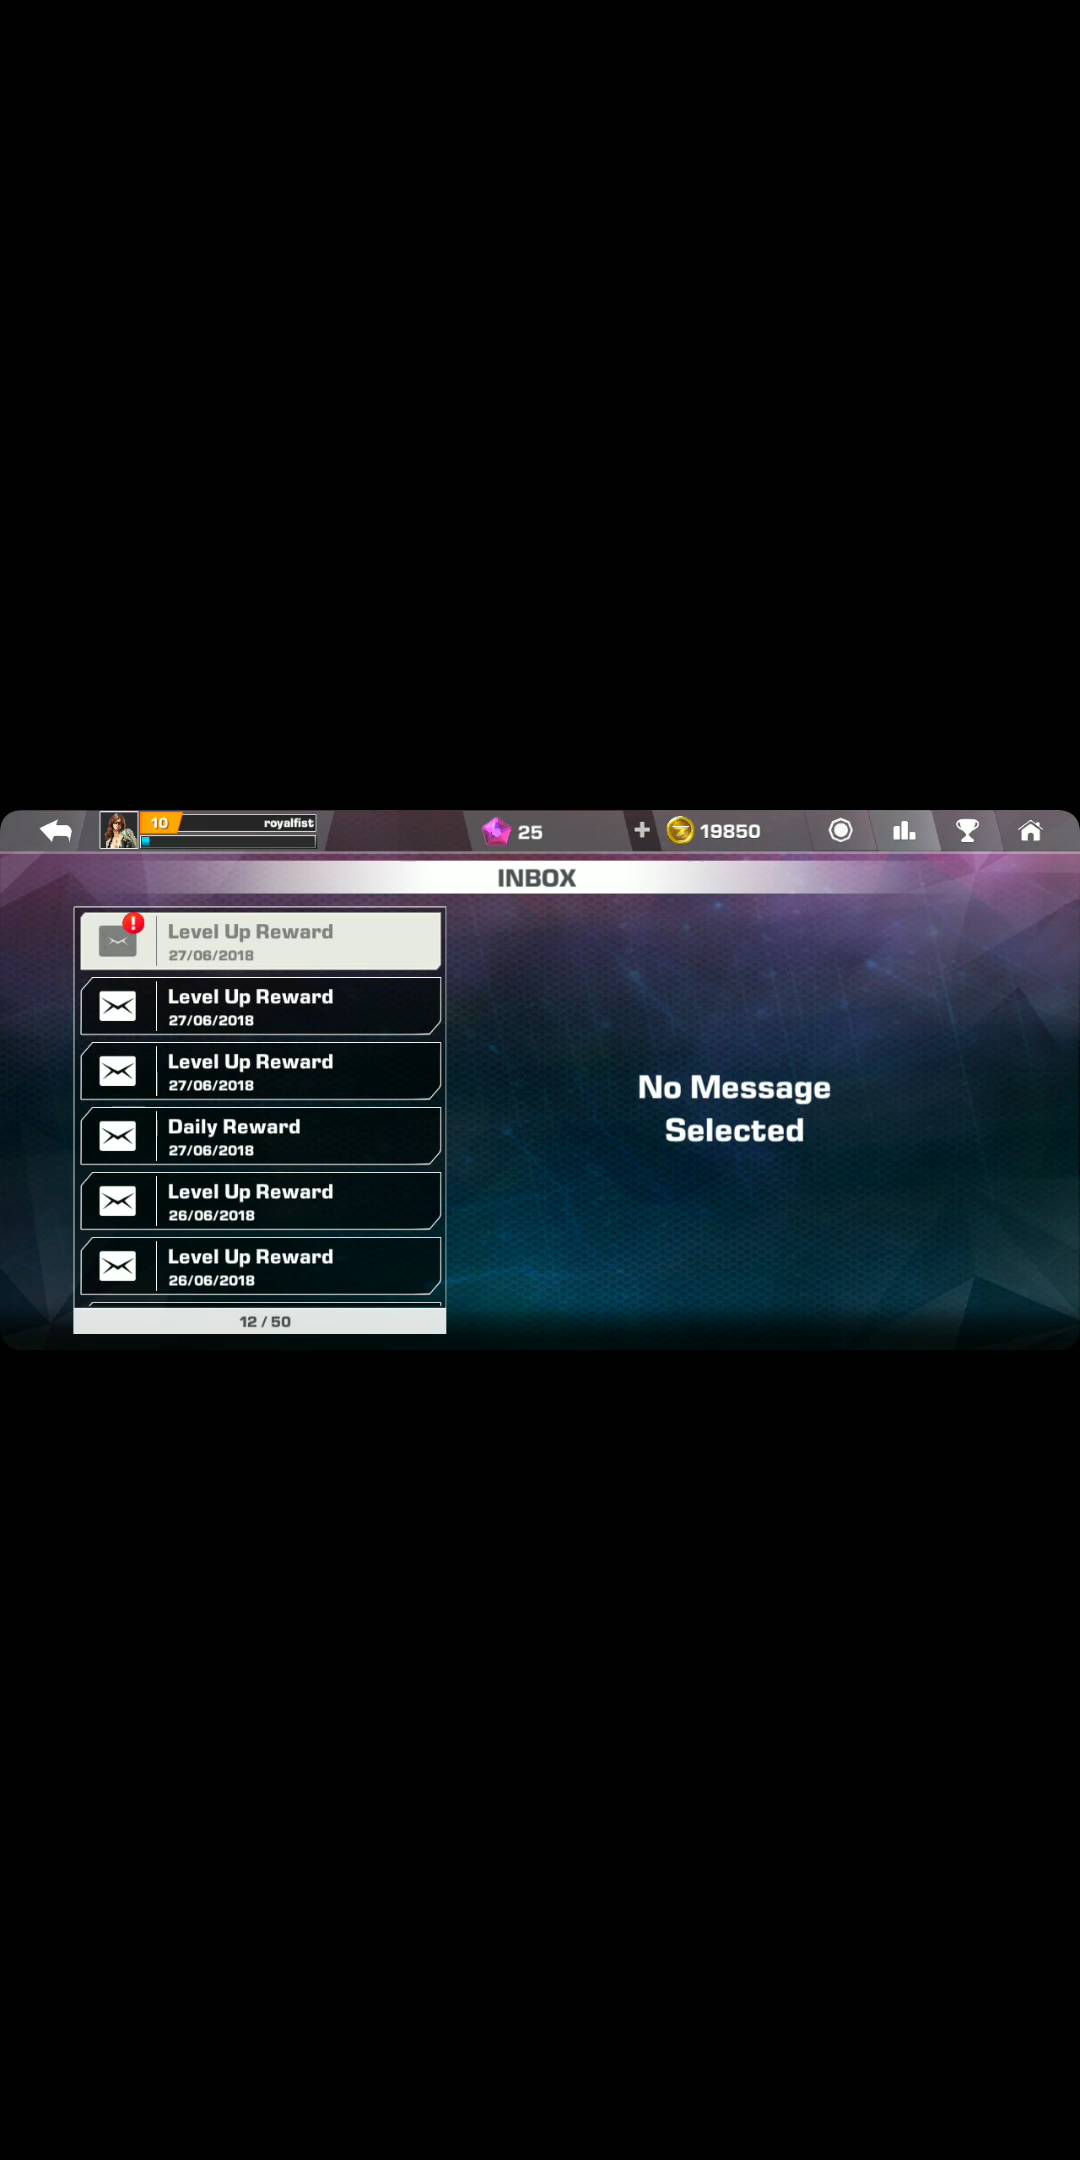 10
royalfist
25
19850
INBOX
Level Up Reward
27/06/2018
Level Up Reward
27/06/2018
Level Up Reward
27/06/2018
Daily Reward
27/06/2018
Level Up Reward
26/06/2018
Level Up Reward
26/06/2018
12 / 50
No Message
Selected